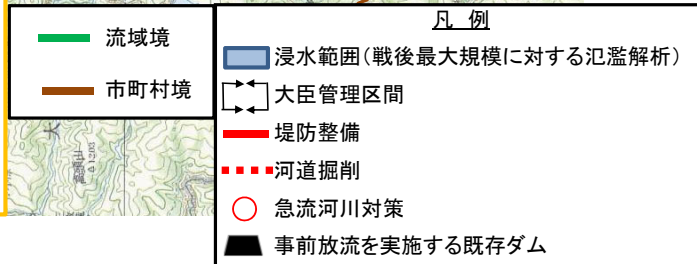 流域境
市町村境
凡 例
浸水範囲(戦後最大規模に対する氾濫解析)
大臣管理区間
堤防整備
河道掘削
急流河川対策
事前放流を実施する既存ダム